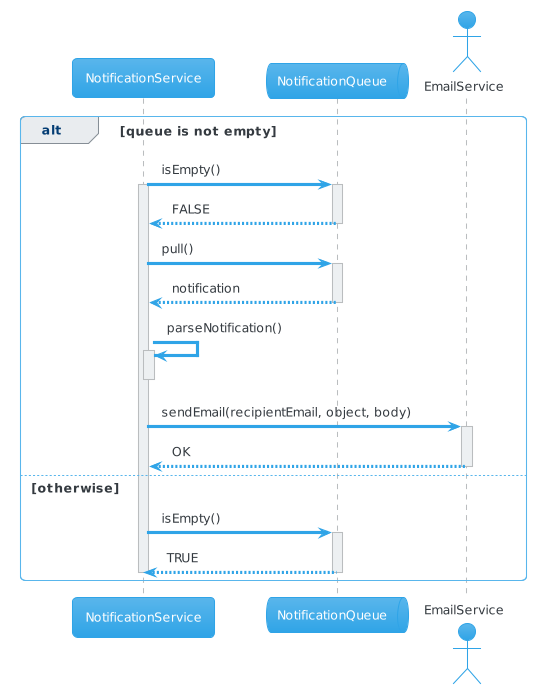 EmailService
NotificationService
NotificationQueue
alt
[queue is not empty]
isEmpty()
FALSE
pull()
notification
parseNotification()
sendEmail(recipientEmail, object, body)
OK
[otherwise]
isEmpty()
TRUE
NotificationService
NotificationQueue
EmailService